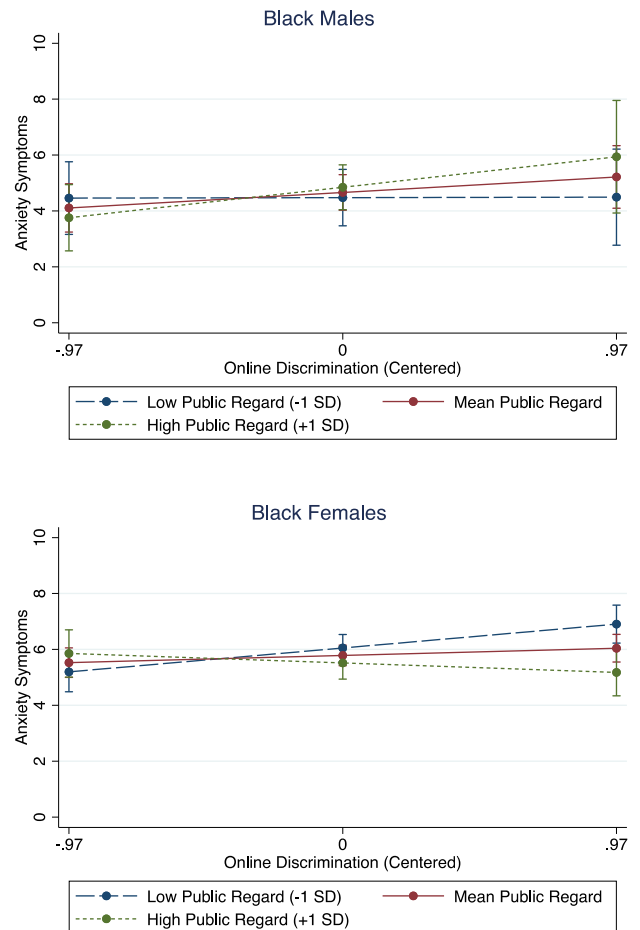 Black Males
10
8
6
4
2
0
Anxiety Symptoms
-.97 0 .97
Online Discrimination (Centered)
Low Public Regard (-1 SD) Mean Public Regard
High Public Regard (+1 SD)
Black Females
10
8
6
4
2
0
Anxiety Symptoms
-.97 0 .97
Online Discrimination (Centered)
Low Public Regard (-1 SD) Mean Public Regard
High Public Regard (+1 SD)